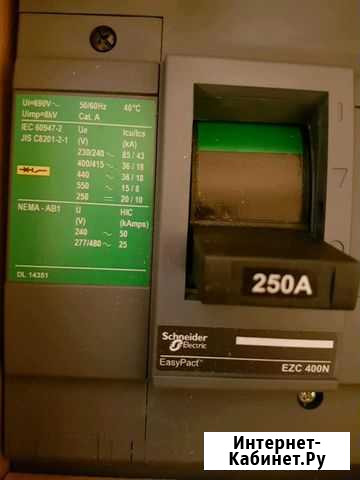 Ui=690V~ 50/60Hz 40°C
Uimp=8kV Cat. A
IEC 60947-2 Ue Icu/Ics
JIS C8201-2-1 (V) (kA)
230/240 ~ 85 / 43
400/415 ~ 36 / 18
440 ~ 36 / 18
550 ~ 15 / 8
250 ⎓ 20 / 10
NEMA - AB1 U HIC
(V) (kAmps)
240 ~ 50
277/480 ~ 25
DL 14351
250A
Schneider
Electric
EasyPact™
EZC 400N
Интернет-
Кабинет.Ру